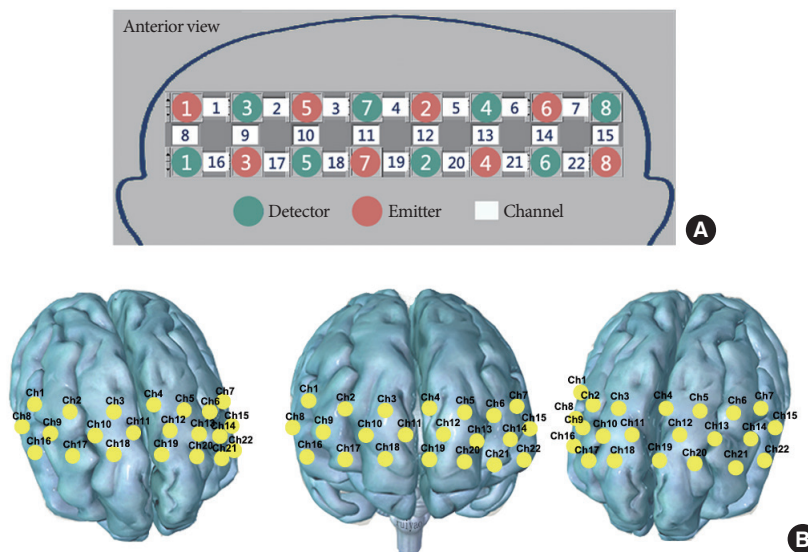 Anterior view
1 1 3 2 5 3 7 4 2 5 4 6 6 7 8
8 9 10 11 12 13 14 15
1 16 3 17 5 18 7 19 2 20 4 21 6 22 8
Detector Emitter Channel
A
Ch1 Ch2 Ch3 Ch4 Ch5 Ch6 Ch7
Ch8 Ch9 Ch10 Ch11 Ch12 Ch13 Ch14 Ch15
Ch16 Ch17 Ch18 Ch19 Ch20 Ch21 Ch22
Ch1 Ch2 Ch3 Ch4 Ch5 Ch6 Ch7
Ch8 Ch9 Ch10 Ch11 Ch12 Ch13 Ch14 Ch15
Ch16 Ch17 Ch18 Ch19 Ch20 Ch21 Ch22
Ch1 Ch2 Ch3 Ch4 Ch5 Ch6 Ch7
Ch8 Ch9 Ch10 Ch11 Ch12 Ch13 Ch14 Ch15
Ch16 Ch17 Ch18 Ch19 Ch20 Ch21 Ch22
B